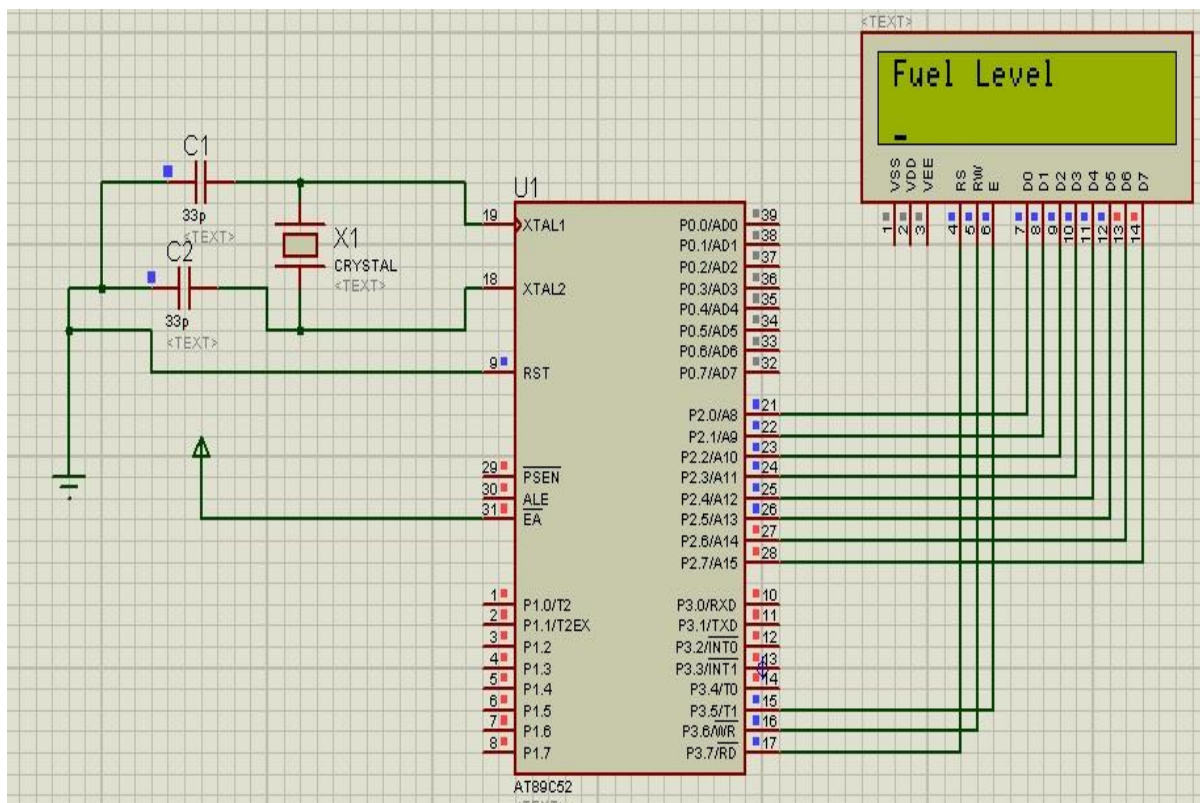 <TEXT>
Fuel Level
VSS
VDD
VEE
RS
RW
E
D0
D1
D2
D3
D4
D5
D6
D7
1
2
3
4
5
6
7
8
9
10
11
12
13
14
C1
33p
<TEXT>
C2
33p
<TEXT>
X1
CRYSTAL
<TEXT>
U1
19 XTAL1
18 XTAL2
9 RST
29 PSEN
30 ALE
31 EA
1 P1.0/T2
2 P1.1/T2EX
3 P1.2
4 P1.3
5 P1.4
6 P1.5
7 P1.6
8 P1.7
P0.0/AD0 39
P0.1/AD1 38
P0.2/AD2 37
P0.3/AD3 36
P0.4/AD4 35
P0.5/AD5 34
P0.6/AD6 33
P0.7/AD7 32
P2.0/A8 21
P2.1/A9 22
P2.2/A10 23
P2.3/A11 24
P2.4/A12 25
P2.5/A13 26
P2.6/A14 27
P2.7/A15 28
P3.0/RXD 10
P3.1/TXD 11
P3.2/INT0 12
P3.3/INT1 13
P3.4/T0 14
P3.5/T1 15
P3.6/WR 16
P3.7/RD 17
AT89C52
<TEXT>